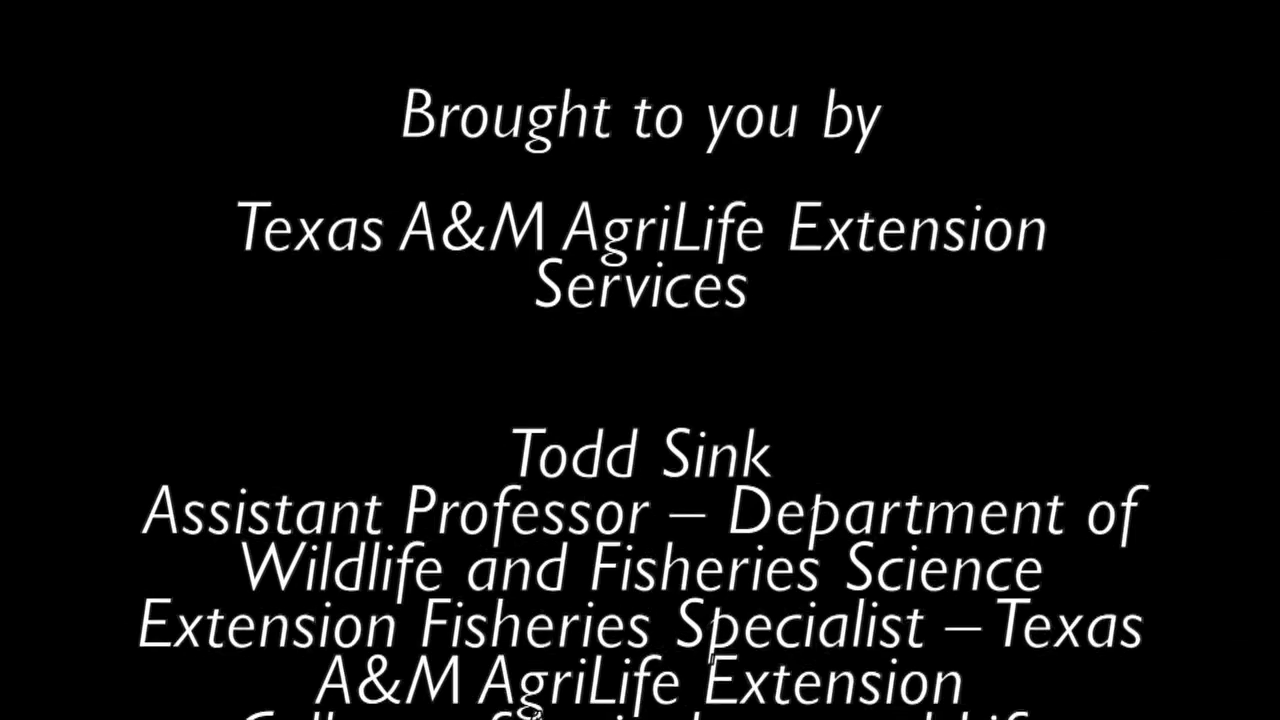 Brought to you by
Texas A&M AgriLife Extension
Services
Todd Sink
Assistant Professor – Department of
Wildlife and Fisheries Science
Extension Fisheries Specialist – Texas
A&M AgriLife Extension